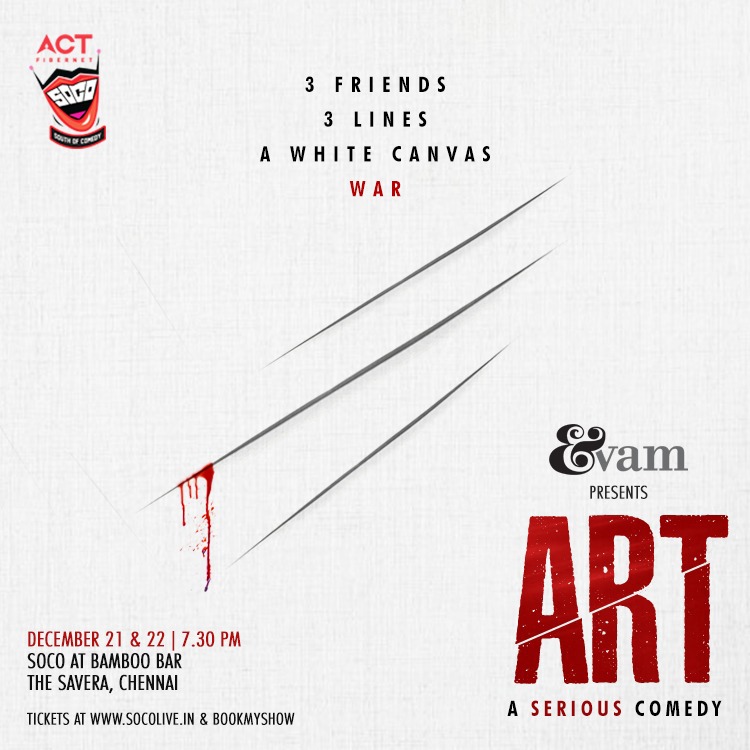 ACT
FIBERNET
SOCO
SOUTH OF COMEDY
3 FRIENDS
3 LINES
A WHITE CANVAS
WAR
&vam
PRESENTS
ART
A SERIOUS COMEDY
DECEMBER 21 & 22 | 7.30 PM
SOCO AT BAMBOO BAR
THE SAVERA, CHENNAI
TICKETS AT WWW.SOCOLIVE.IN & BOOKMYSHOW